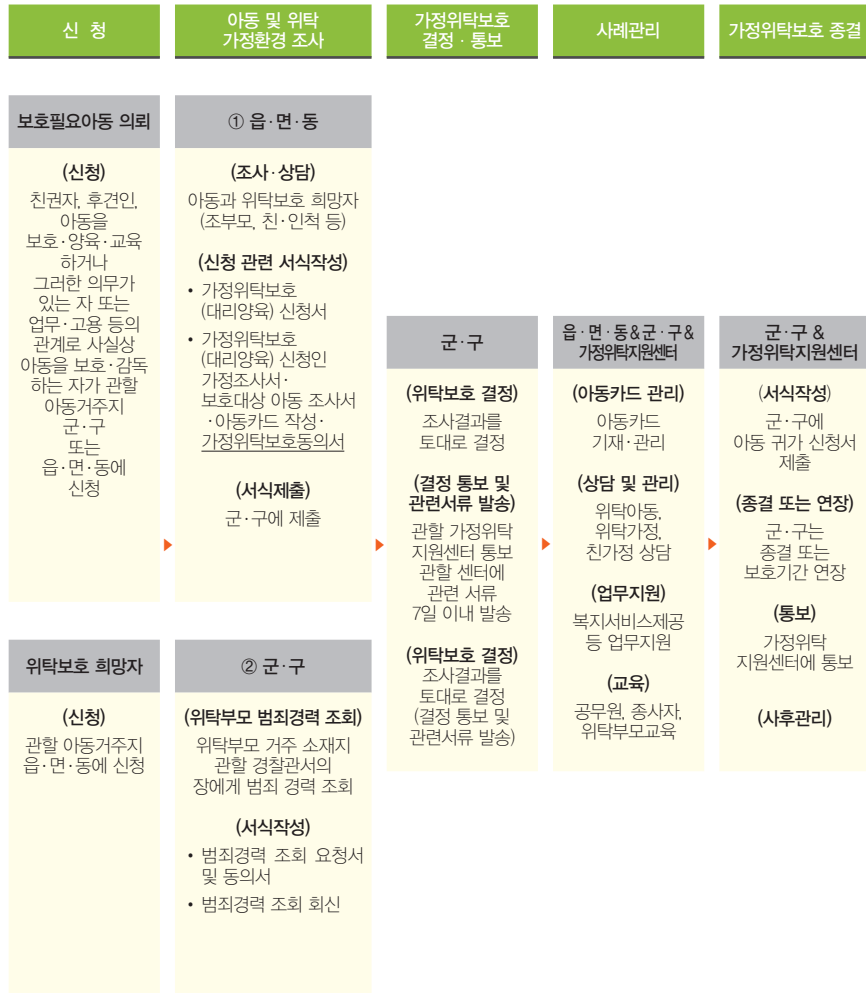 신 청
아동 및 위탁
가정환경 조사
가정위탁보호
결정·통보
사례관리
가정위탁보호 종결
보호필요아동 의뢰
(신청)
친권자, 후견인,
아동을
보호·양육·교육
하거나
그러한 의무가
있는 자 또는
업무·고용 등의
관계로 사실상
아동을 보호·감독
하는 자가 관할
아동거주지
군·구
또는
읍·면·동에
신청
위탁보호 희망자
(신청)
관할 아동거주지
읍·면·동에 신청
① 읍·면·동
(조사·상담)
아동과 위탁보호 희망자
(조부모, 친·인척 등)
(신청 관련 서식작성)
• 가정위탁보호
(대리양육) 신청서
• 가정위탁보호
(대리양육) 신청인
가정조사서·
보호대상 아동 조사서
·아동카드 작성·
가정위탁보호동의서
(서식제출)
군·구에 제출
② 군·구
(위탁부모 범죄경력 조회)
위탁부모 거주 소재지
관할 경찰관서의
장에게 범죄 경력 조회
(서식작성)
• 범죄경력 조회 요청서
및 동의서
• 범죄경력 조회 회신
군·구
(위탁보호 결정)
조사결과를
토대로 결정
(결정 통보 및
관련서류 발송)
관할 가정위탁
지원센터 통보
관할 센터에
관련 서류
7일 이내 발송
(위탁보호 결정)
조사결과를
토대로 결정
(결정 통보 및
관련서류 발송)
읍·면·동&군·구&
가정위탁지원센터
(아동카드 관리)
아동카드
기재·관리
(상담 및 관리)
위탁아동,
위탁가정,
친가정 상담
(업무지원)
복지서비스제공
등 업무지원
(교육)
공무원, 종사자,
위탁부모교육
군·구 &
가정위탁지원센터
(서식작성)
군·구에
아동 귀가 신청서
제출
(종결 또는 연장)
군·구는
종결 또는
보호기간 연장
(통보)
가정위탁
지원센터에 통보
(사후관리)